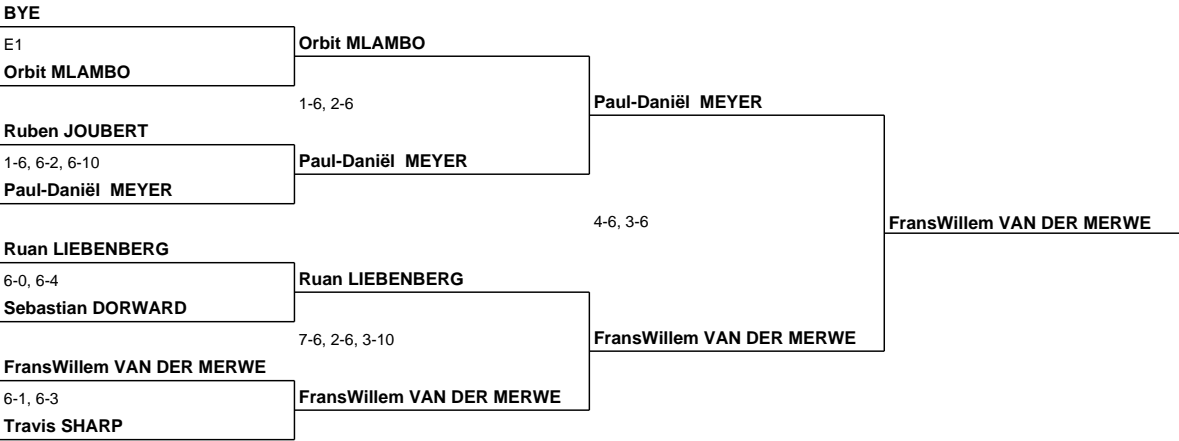 BYE
E1
Orbit MLAMBO
Orbit MLAMBO
1-6, 2-6
Paul-Daniël  MEYER
Ruben JOUBERT
1-6, 6-2, 6-10
Paul-Daniël  MEYER
Paul-Daniël  MEYER
4-6, 3-6
FransWillem VAN DER MERWE
Ruan LIEBENBERG
6-0, 6-4
Ruan LIEBENBERG
Sebastian DORWARD
7-6, 2-6, 3-10
FransWillem VAN DER MERWE
FransWillem VAN DER MERWE
6-1, 6-3
FransWillem VAN DER MERWE
Travis SHARP